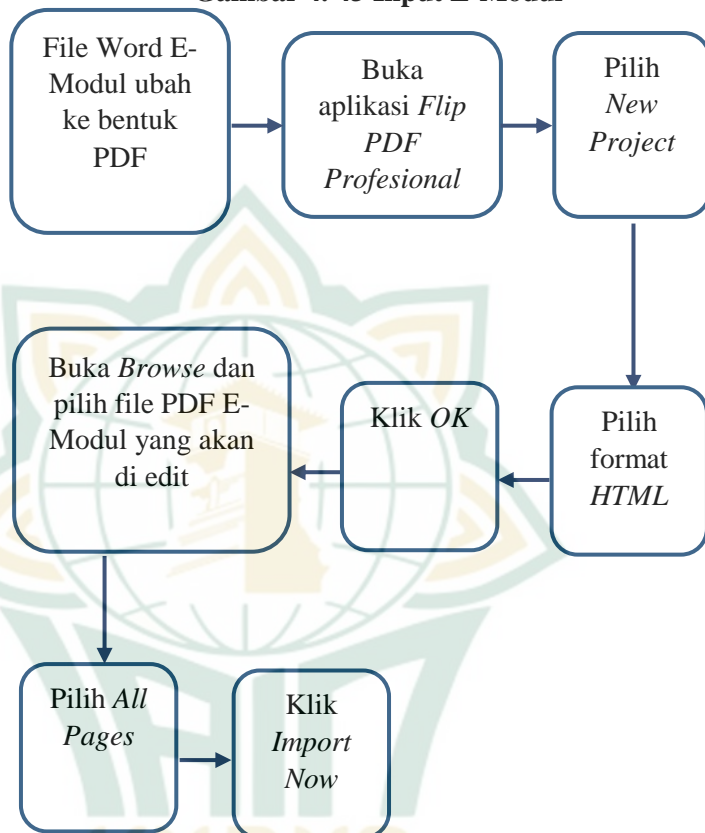 File Word E-
Modul ubah
ke bentuk
PDF
Buka
aplikasi Flip
PDF
Profesional
Pilih
New
Project
Pilih
format
HTML
Klik OK
Buka Browse dan
pilih file PDF E-
Modul yang akan
di edit
Pilih All
Pages
Klik
Import
Now